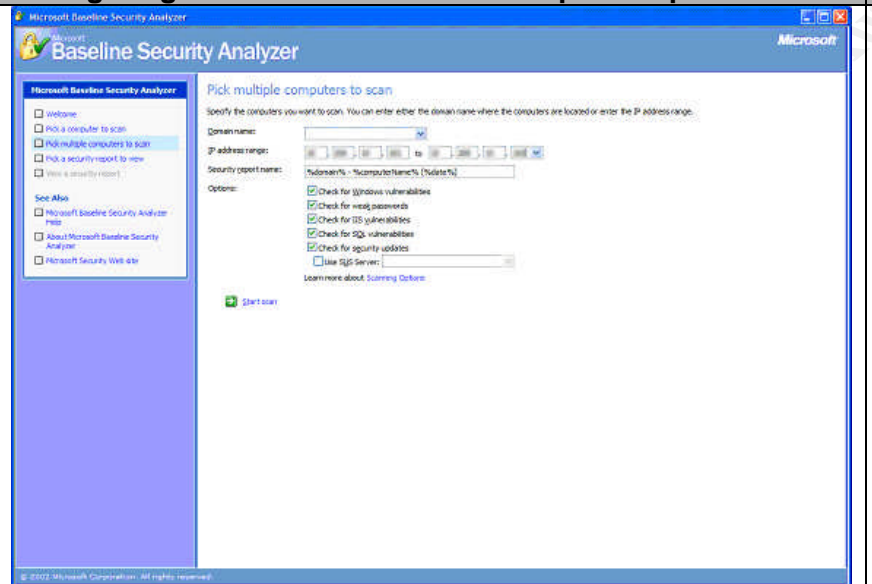 Microsoft Baseline Security Analyzer
Microsoft
Baseline Security Analyzer
Microsoft
Microsoft Baseline Security Analyzer
Welcome
Pick a computer to scan
Pick multiple computers to scan
Pick a security report to view
View a security report
See Also
Microsoft Baseline Security Analyzer
Help
About Microsoft Baseline Security
Analyzer
Microsoft Security Web site
Pick multiple computers to scan
Specify the computers you want to scan. You can enter either the domain name where the computers are located or enter the IP address range.
Domain name:
IP address range:
to
Security report name:
%domain% - %computerName% (%date%)
Options:
Check for Windows vulnerabilities
Check for weak passwords
Check for IIS vulnerabilities
Check for SQL vulnerabilities
Check for security updates
Use SUS Server:
Learn more about Scanning Options
Start scan
© 2002 Microsoft Corporation. All rights reserved.